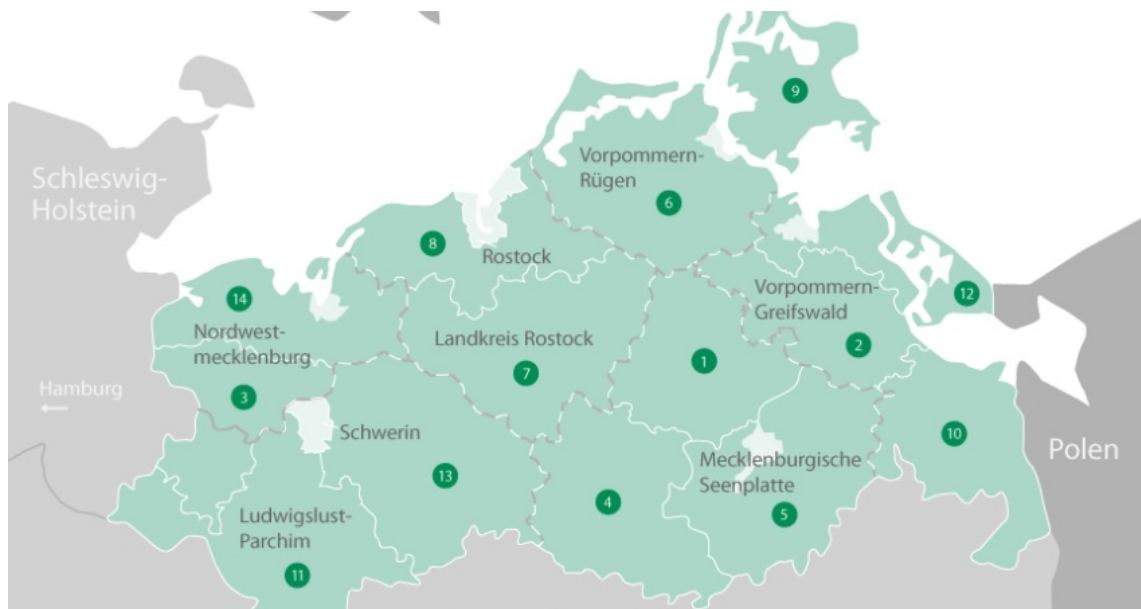 9
Schleswig-
Holstein
Vorpommern-
Rügen
6
8
Rostock
14
Vorpommern-
Greifswald
12
Nordwest-
mecklenburg
Landkreis Rostock
2
1
7
Hamburg
3
Schwerin
10
Polen
13
Mecklenburgische
Seenplatte
4
5
Ludwigslust-
Parchim
11